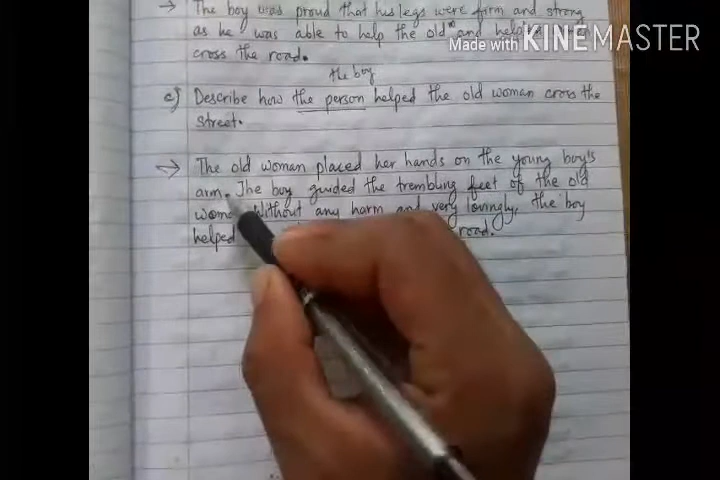 → The boy was proud that his legs were firm and strong
as he was able to help the old and
Made with KINEMASTER
cross the road.
the boy
e) Describe how the person helped the old woman cross the
street.
→ The old woman placed her hands on the young boy's
arm. The boy guided the trembling feet of the old
without any harm and very lovingly, the boy
helped road.